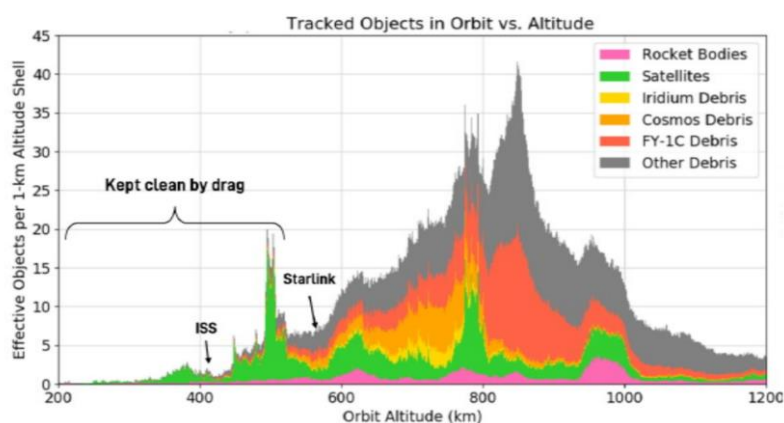 Tracked Objects in Orbit vs. Altitude
45
40
35
30
25
20
15
10
5
0
Effective Objects per 1-km Altitude Shell
Rocket Bodies
Satellites
Iridium Debris
Cosmos Debris
FY-1C Debris
Other Debris
Kept clean by drag
Starlink
ISS
200 400 600 800 1000 1200
Orbit Altitude (km)